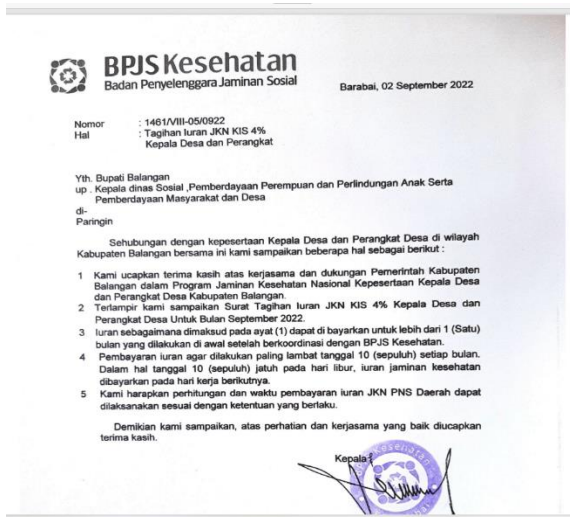 BPJS Kesehatan
Badan Penyelenggara Jaminan Sosial
Barabai, 02 September 2022
Nomor : 1461/VIII-05/0922
Hal : Tagihan Iuran JKN KIS 4%
Kepala Desa dan Perangkat
Yth. Bupati Balangan
up . Kepala dinas Sosial ,Pemberdayaan Perempuan dan Perlindungan Anak Serta
Pemberdayaan Masyarakat dan Desa
di-
Paringin
Sehubungan dengan kepesertaan Kepala Desa dan Perangkat Desa di wilayah
Kabupaten Balangan bersama ini kami sampaikan beberapa hal sebagai berikut :
1 Kami ucapkan terima kasih atas kerjasama dan dukungan Pemerintah Kabupaten
Balangan dalam Program Jaminan Kesehatan Nasional Kepesertaan Kepala Desa
dan Perangkat Desa Kabupaten Balangan.
2 Terlampir kami sampaikan Surat Tagihan Iuran JKN KIS 4% Kepala Desa dan
Perangkat Desa Untuk Bulan September 2022.
3 Iuran sebagaimana dimaksud pada ayat (1) dapat di bayarkan untuk lebih dari 1 (Satu)
bulan yang dilakukan di awal setelah berkoordinasi dengan BPJS Kesehatan.
4 Pembayaran iuran agar dilakukan paling lambat tanggal 10 (sepuluh) setiap bulan.
Dalam hal tanggal 10 (sepuluh) jatuh pada hari libur, iuran jaminan kesehatan
dibayarkan pada hari kerja berikutnya.
5 Kami harapkan perhitungan dan waktu pembayaran iuran JKN PNS Daerah dapat
dilaksanakan sesuai dengan ketentuan yang berlaku.
Demikian kami sampaikan, atas perhatian dan kerjasama yang baik diucapkan
terima kasih.
Kepala